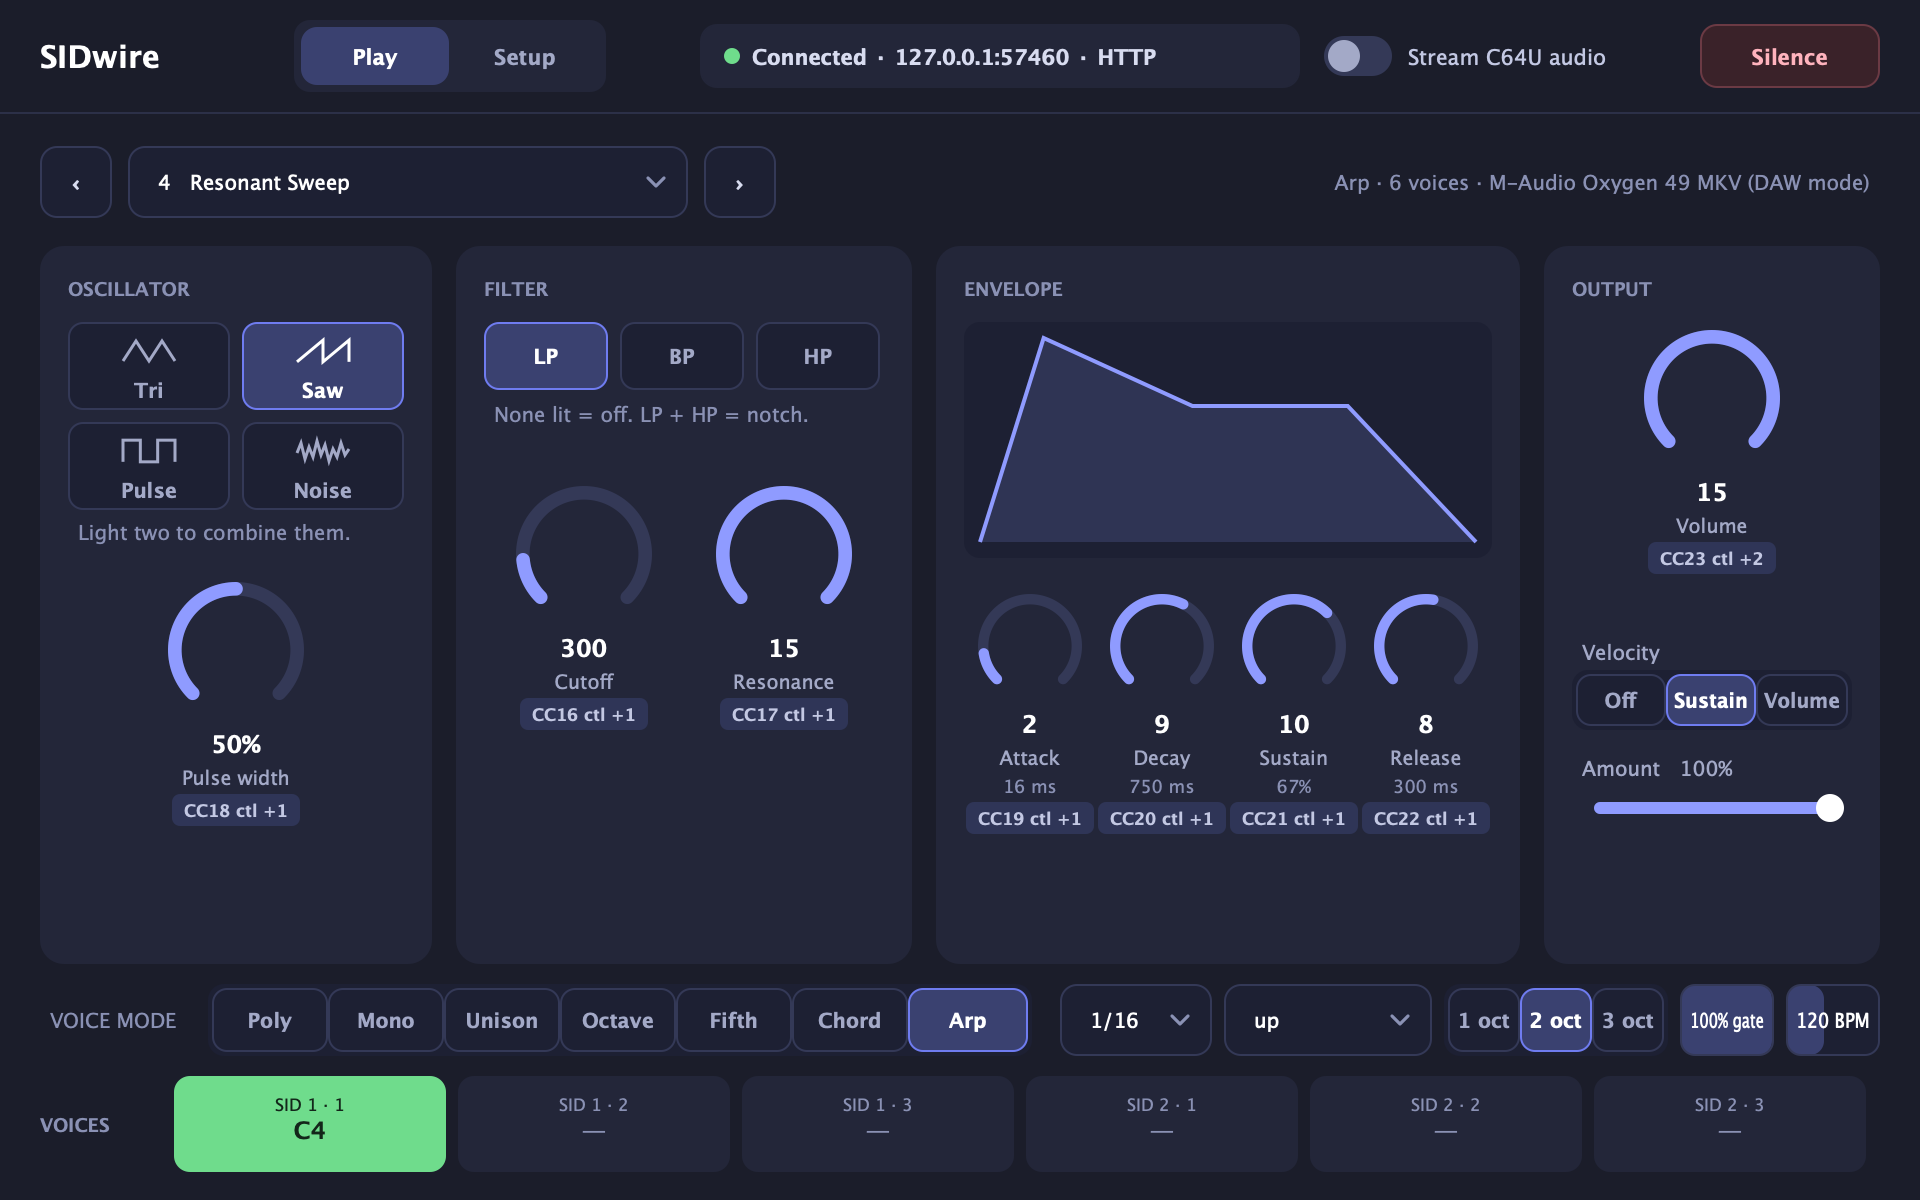 SIDwire
Play
Setup
Connected · 127.0.0.1:57460 · HTTP
Stream C64U audio
Silence
‹
4 Resonant Sweep
›
Arp · 6 voices · M-Audio Oxygen 49 MKV (DAW mode)
OSCILLATOR
Tri
Saw
Pulse
Noise
Light two to combine them.
50%
Pulse width
CC18 ctl +1
FILTER
LP
BP
HP
None lit = off. LP + HP = notch.
300
Cutoff
CC16 ctl +1
15
Resonance
CC17 ctl +1
ENVELOPE
2
Attack
16 ms
CC19 ctl +1
9
Decay
750 ms
CC20 ctl +1
10
Sustain
67%
CC21 ctl +1
8
Release
300 ms
CC22 ctl +1
OUTPUT
15
Volume
CC23 ctl +2
Velocity
Off
Sustain
Volume
Amount 100%
VOICE MODE
Poly
Mono
Unison
Octave
Fifth
Chord
Arp
1/16
up
1 oct
2 oct
3 oct
100% gate
120 BPM
VOICES
SID 1 · 1
C4
SID 1 · 2
—
SID 1 · 3
—
SID 2 · 1
—
SID 2 · 2
—
SID 2 · 3
—